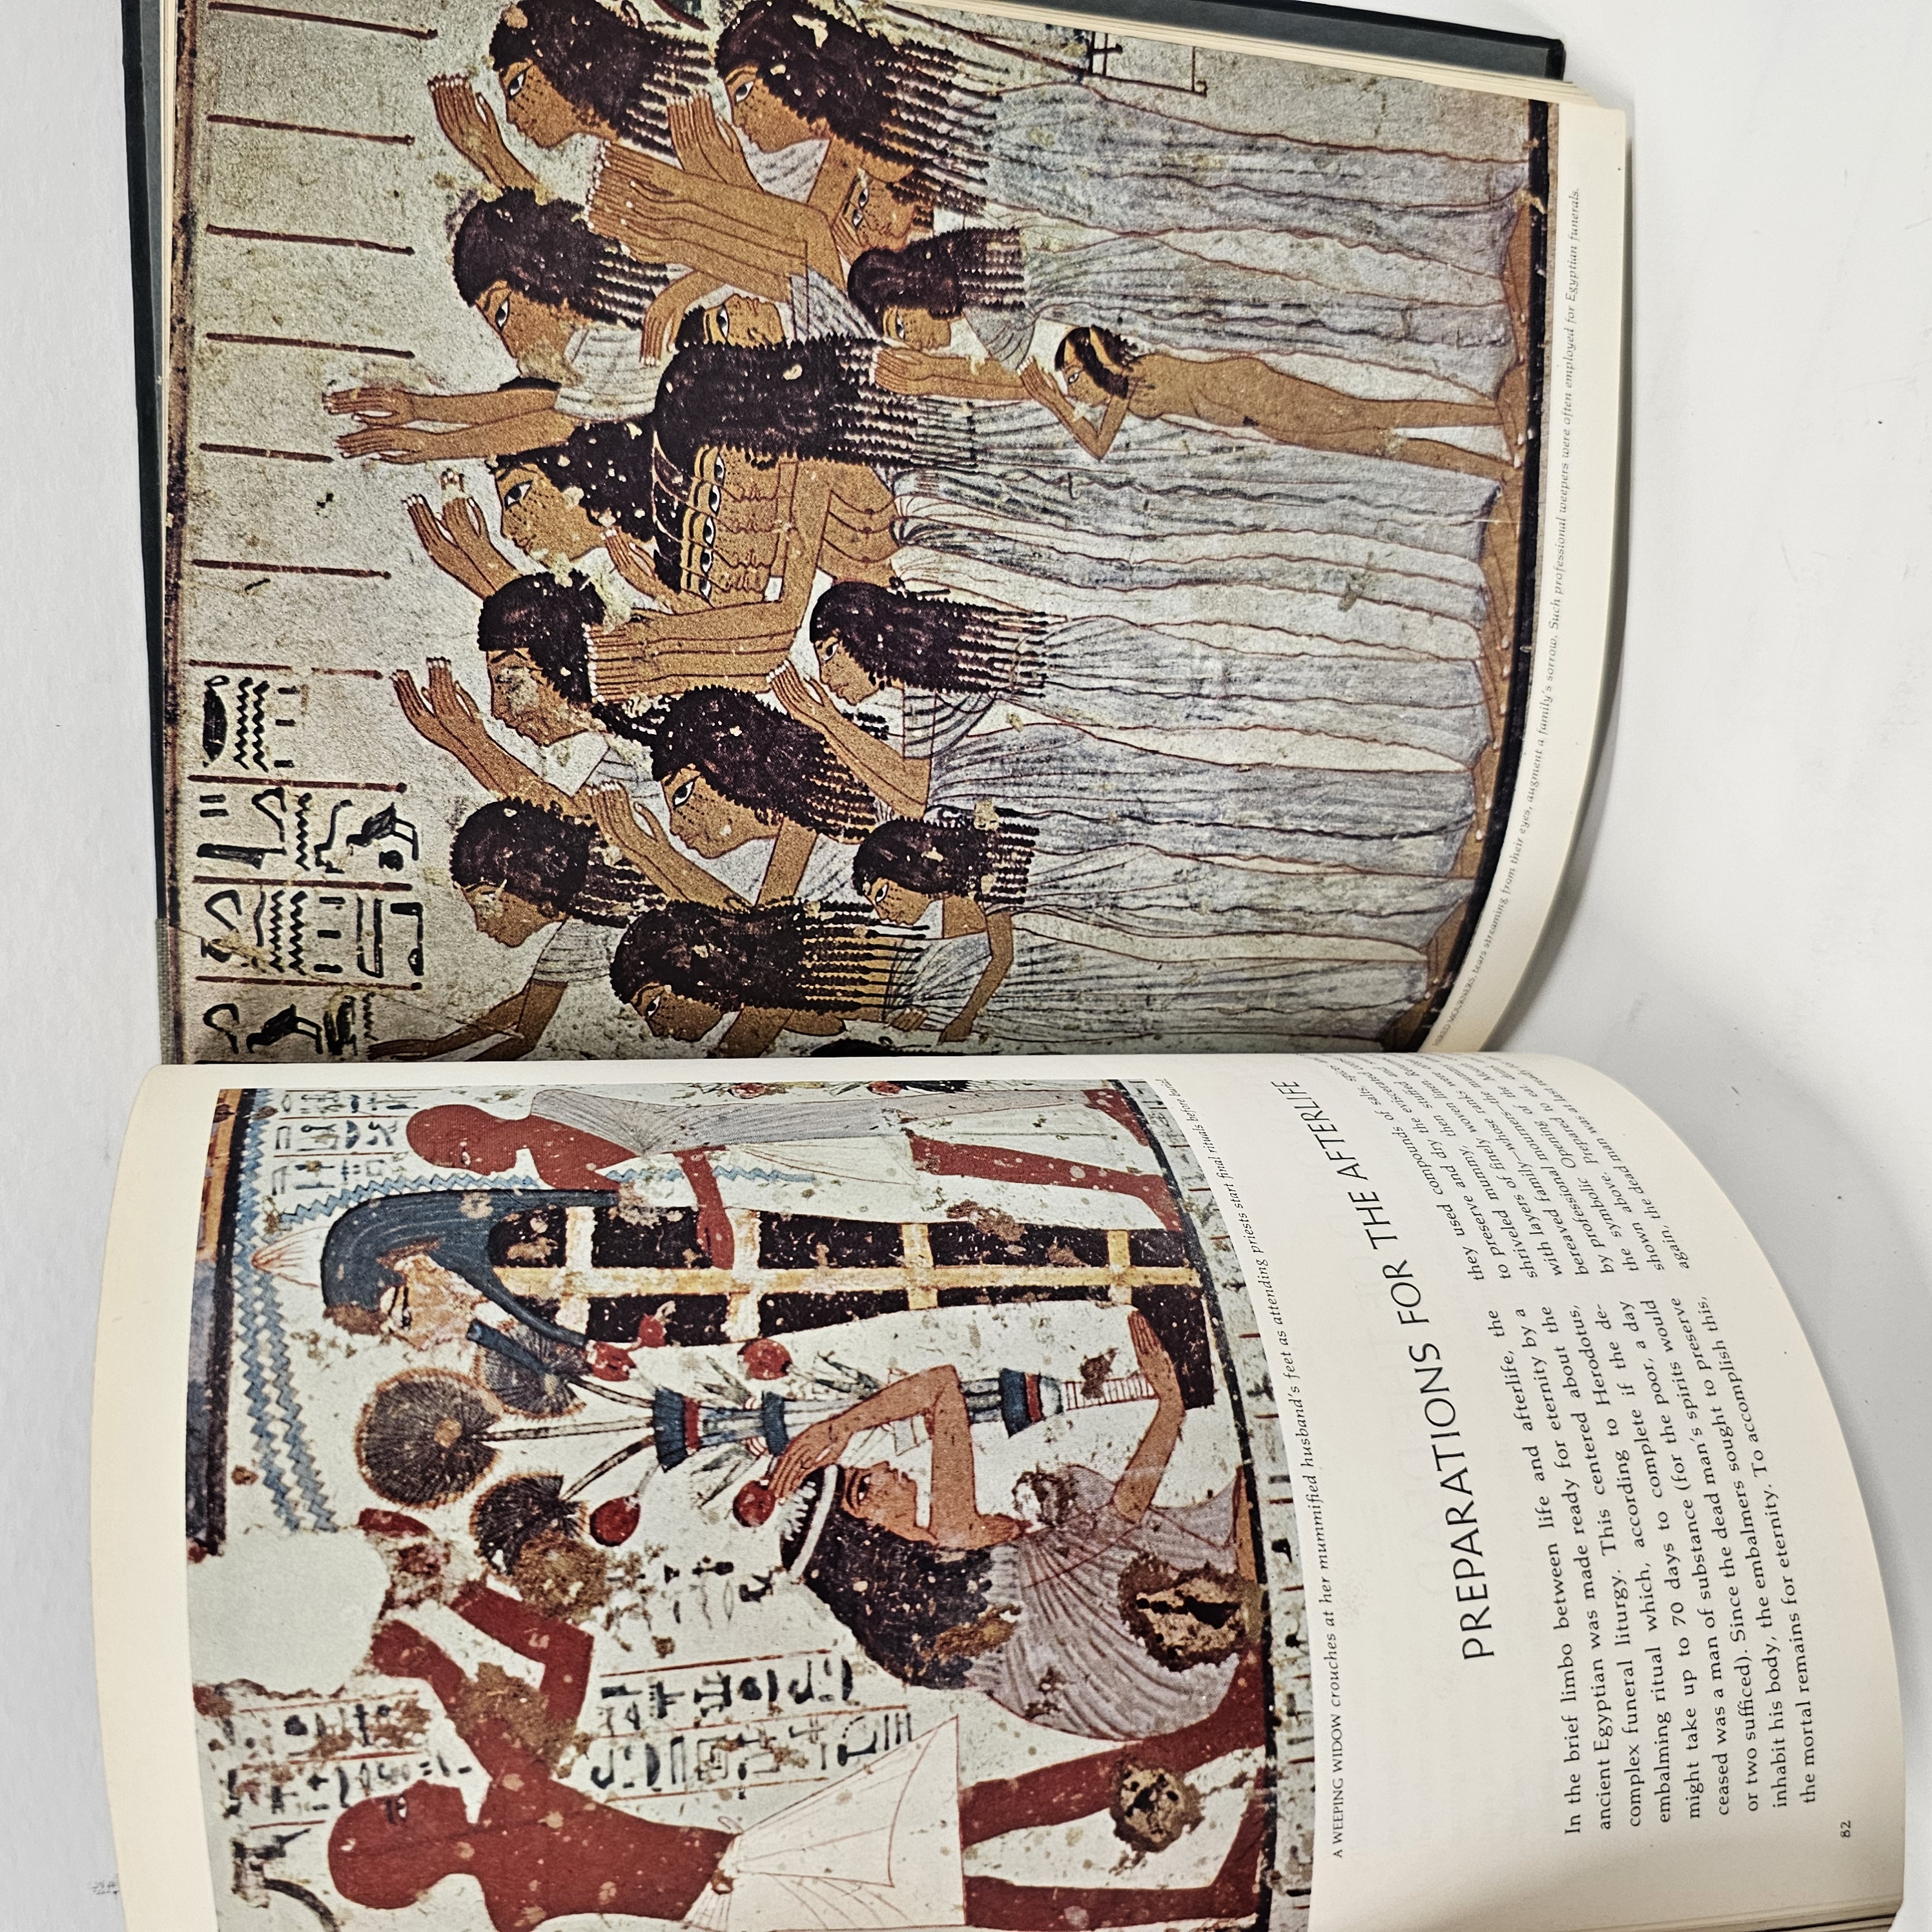 A WEEPING WIDOW crouches at her mummified husband's feet as attending priests start final rituals before burial.
PREPARATIONS FOR THE AFTERLIFE
In the brief limbo between life and afterlife, the
ancient Egyptian was made ready for eternity by a
complex funeral liturgy. This centered about the
embalming ritual which, according to Herodotus,
might take up to 70 days to complete if the de-
ceased was a man of substance (for the poor, a day
or two sufficed). Since the dead man's spirits would
inhabit his body, the embalmers sought to preserve
the mortal remains for eternity. To accomplish this,
they used compounds of salts, spices
to preserve and dry the eviscerated
shriveled mummy, then stuffed and
with layers of finely woven linen.
bereaved family—whose ranks were
by professional mourners—the mummy
the symbolic Opening of the
shown above. Prepared to eat,
again, the dead man was at last ready for
82
HIRED MOURNERS, tears streaming from their eyes, augment a family's sorrow. Such professional weepers were often employed for Egyptian funerals.